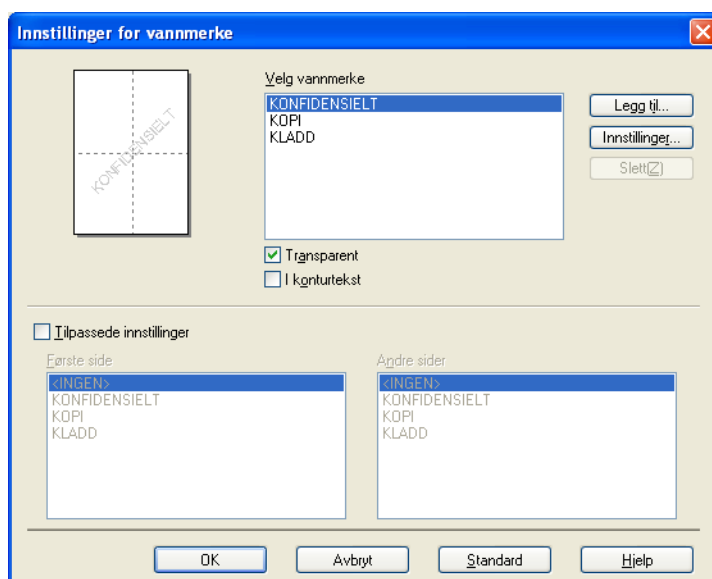 Innstillinger for vannmerke
KONFIDENSIELT
Velg vannmerke
KONFIDENSIELT
KOPI
KLADD
Legg til...
Innstillinger...
Slett(Z)
Transparent
I konturtekst
Tilpassede innstillinger
Første side
<INGEN>
KONFIDENSIELT
KOPI
KLADD
Andre sider
<INGEN>
KONFIDENSIELT
KOPI
KLADD
OK
Avbryt
Standard
Hjelp